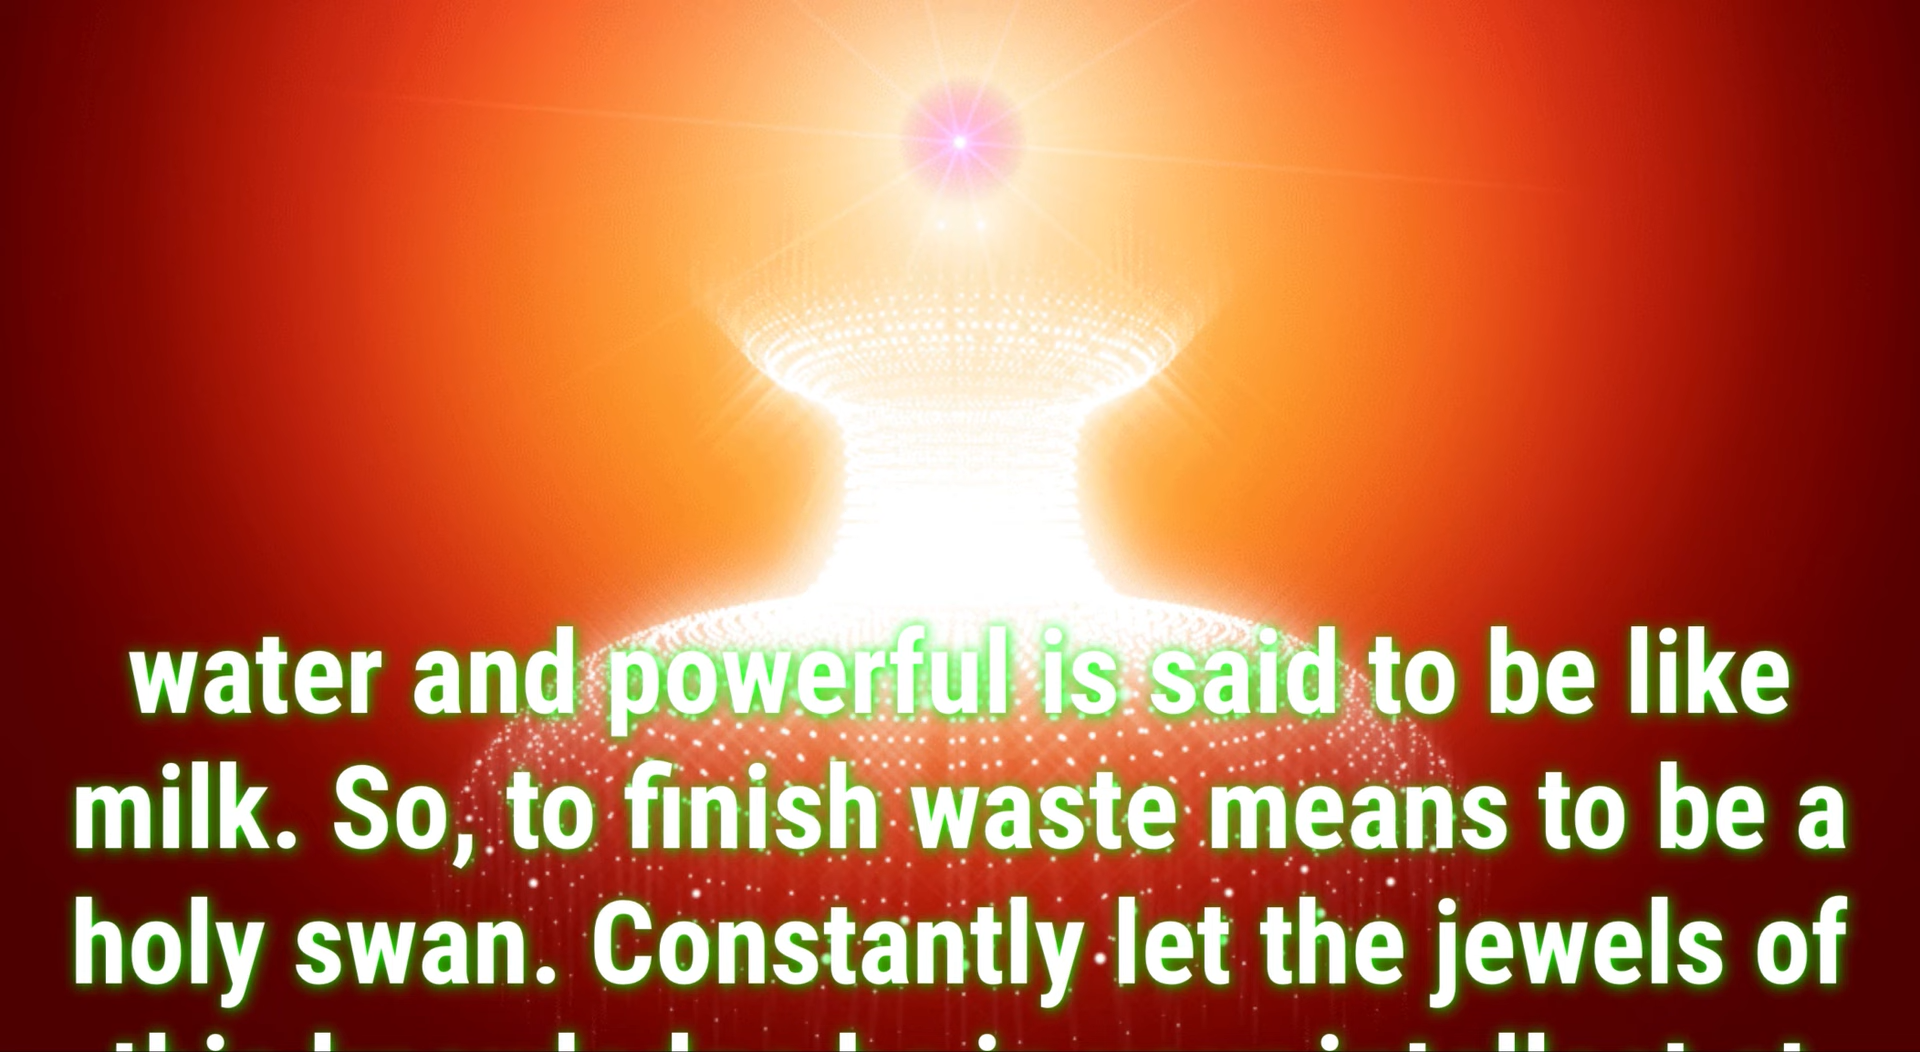 water and powerful is said to be like
milk. So, to finish waste means to be a
holy swan. Constantly let the jewels of